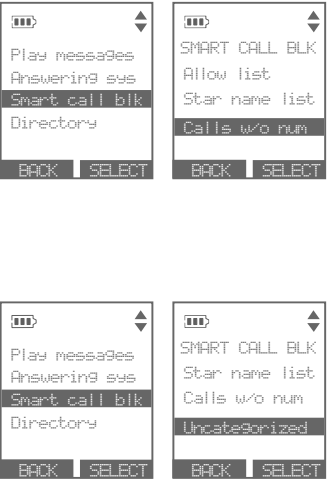 Play messages
Answering sys
Smart call blk
Directory
BACK SELECT
SMART CALL BLK
Allow list
Star name list
Calls w/o num
BACK SELECT
Play messages
Answering sys
Smart call blk
Directory
BACK SELECT
SMART CALL BLK
Star name list
Calls w/o num
Uncategorized
BACK SELECT